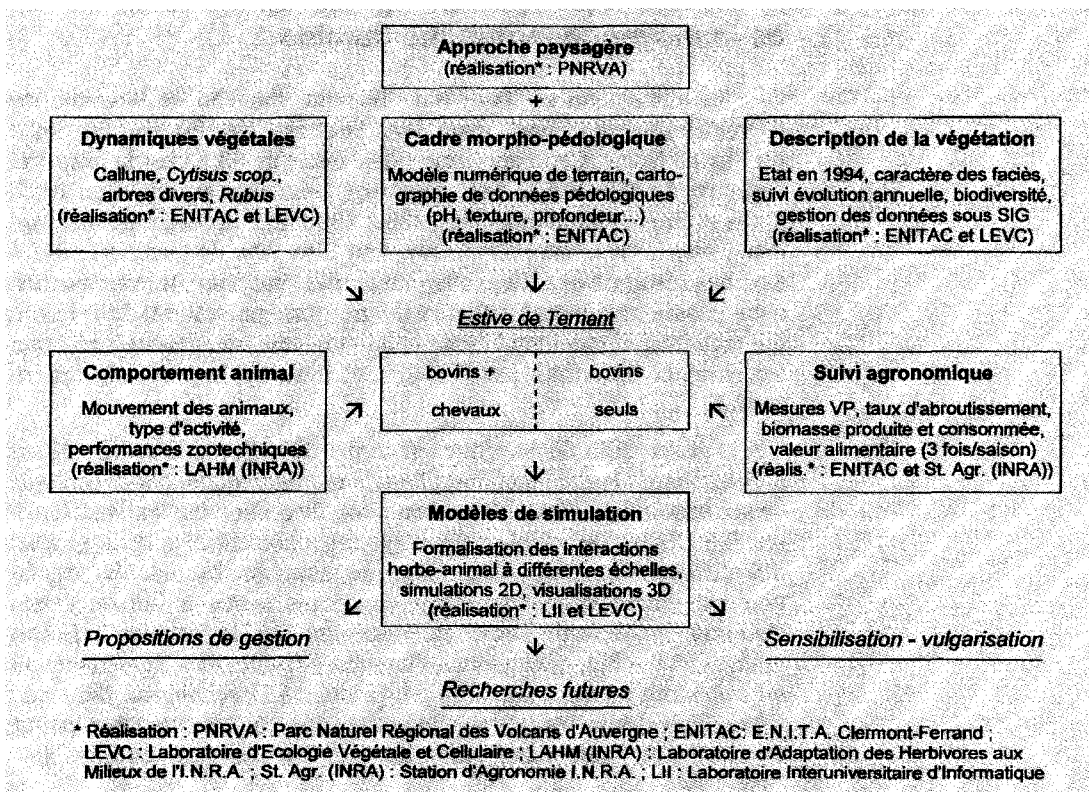 Approche paysagère
(réalisation* : PNRVA)
+
Dynamiques végétales
Callune, Cytisus scop.,
arbres divers, Rubus
(réalisation* : ENITAC et LEVC)
Cadre morpho-pédologique
Modèle numérique de terrain, carto-
graphie de données pédologiques
(pH, texture, profondeur...)
(réalisation* : ENITAC)
Description de la végétation
Etat en 1994, caractère des faciès,
suivi évolution annuelle, biodiversité,
gestion des données sous SIG
(réalisation* : ENITAC et LEVC)
Estive de Ternant
Comportement animal
Mouvement des animaux,
type d'activité,
performances zootechniques
(réalisation* : LAHM (INRA))
bovins +
chevaux
bovins
seuls
Suivi agronomique
Mesures VP, taux d'abroutissement,
biomasse produite et consommée,
valeur alimentaire (3 fois/saison)
(réalis.* : ENITAC et St. Agr. (INRA))
Modèles de simulation
Formalisation des interactions
herbe-animal à différentes échelles,
simulations 2D, visualisations 3D
(réalisation* : LII et LEVC)
Propositions de gestion
Sensibilisation - vulgarisation
Recherches futures
* Réalisation : PNRVA : Parc Naturel Régional des Volcans d'Auvergne ; ENITAC: E.N.I.T.A. Clermont-Ferrand ;
LEVC : Laboratoire d'Ecologie Végétale et Cellulaire ; LAHM (INRA) : Laboratoire d'Adaptation des Herbivores aux
Milieux de l'I.N.R.A. ; St. Agr. (INRA) : Station d'Agronomie I.N.R.A. ; LII : Laboratoire Interuniversitaire d'Informatique